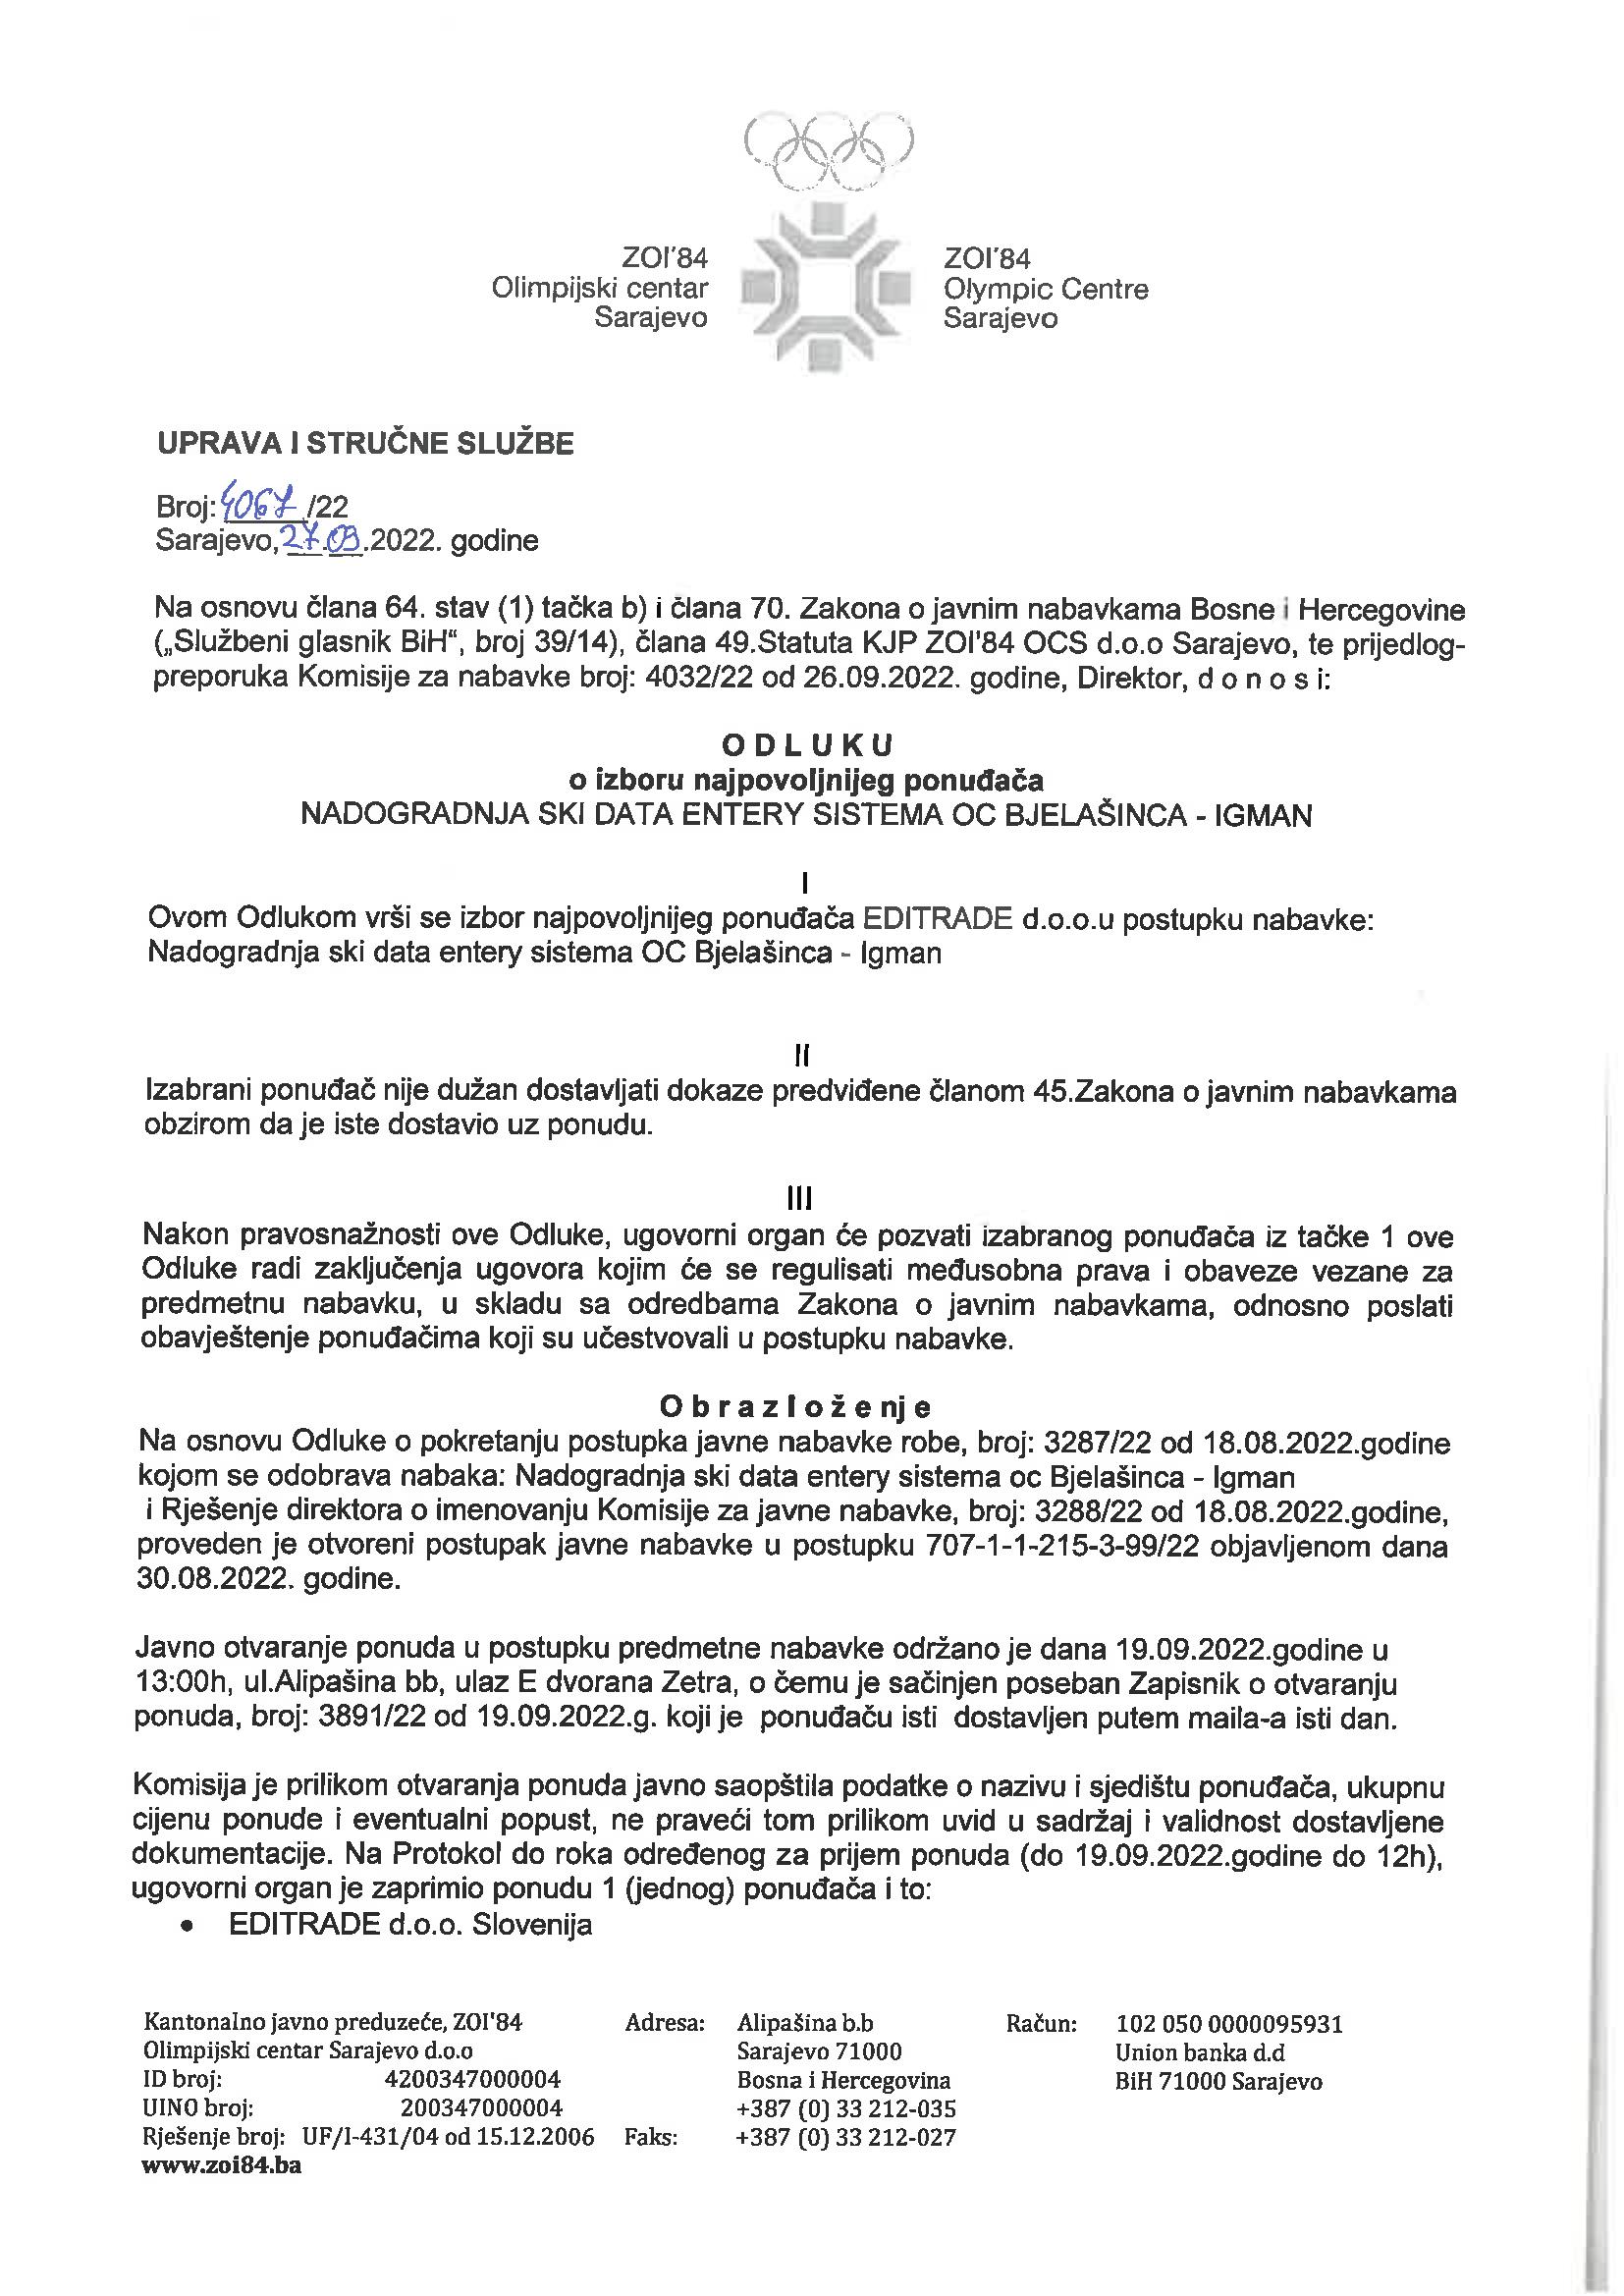 ZOI'84
Olimpijski centar
Sarajevo
ZOI'84
Olympic Centre
Sarajevo
UPRAVA I STRUČNE SLUŽBE
Broj: 4067 /22
Sarajevo, 27.09.2022. godine
Na osnovu člana 64. stav (1) tačka b) i člana 70. Zakona o javnim nabavkama Bosne i Hercegovine
(„Službeni glasnik BiH“, broj 39/14), člana 49.Statuta KJP ZOI'84 OCS d.o.o Sarajevo, te prijedlog-
preporuka Komisije za nabavke broj: 4032/22 od 26.09.2022. godine, Direktor, d o n o s i:
O D L U K U
o izboru najpovoljnijeg ponuđača
NADOGRADNJA SKI DATA ENTERY SISTEMA OC BJELAŠINCA - IGMAN
I
Ovom Odlukom vrši se izbor najpovoljnijeg ponuđača EDITRADE d.o.o.u postupku nabavke:
Nadogradnja ski data entery sistema OC Bjelašinca - Igman
II
Izabrani ponuđač nije dužan dostavljati dokaze predviđene članom 45.Zakona o javnim nabavkama
obzirom da je iste dostavio uz ponudu.
III
Nakon pravosnažnosti ove Odluke, ugovorni organ će pozvati izabranog ponuđača iz tačke 1 ove
Odluke radi zaključenja ugovora kojim će se regulisati međusobna prava i obaveze vezane za
predmetnu nabavku, u skladu sa odredbama Zakona o javnim nabavkama, odnosno poslati
obavještenje ponuđačima koji su učestvovali u postupku nabavke.
O b r a z l o ž e nj e
Na osnovu Odluke o pokretanju postupka javne nabavke robe, broj: 3287/22 od 18.08.2022.godine
kojom se odobrava nabaka: Nadogradnja ski data entery sistema oc Bjelašinca - Igman
i Rješenje direktora o imenovanju Komisije za javne nabavke, broj: 3288/22 od 18.08.2022.godine,
proveden je otvoreni postupak javne nabavke u postupku 707-1-1-215-3-99/22 objavljenom dana
30.08.2022. godine.
Javno otvaranje ponuda u postupku predmetne nabavke održano je dana 19.09.2022.godine u
13:00h, ul.Alipašina bb, ulaz E dvorana Zetra, o čemu je sačinjen poseban Zapisnik o otvaranju
ponuda, broj: 3891/22 od 19.09.2022.g. koji je ponuđaču isti dostavljen putem maila-a isti dan.
Komisija je prilikom otvaranja ponuda javno saopštila podatke o nazivu i sjedištu ponuđača, ukupnu
cijenu ponude i eventualni popust, ne praveći tom prilikom uvid u sadržaj i validnost dostavljene
dokumentacije. Na Protokol do roka određenog za prijem ponuda (do 19.09.2022.godine do 12h),
ugovorni organ je zaprimio ponudu 1 (jednog) ponuđača i to:
• EDITRADE d.o.o. Slovenija
Kantonalno javno preduzeće, ZOI'84 Adresa: Alipašina b.b Račun: 102 050 0000095931
Olimpijski centar Sarajevo d.o.o Sarajevo 71000 Union banka d.d
ID broj: 4200347000004 Bosna i Hercegovina BiH 71000 Sarajevo
UINO broj: 200347000004 +387 (0) 33 212-035
Rješenje broj: UF/I-431/04 od 15.12.2006 Faks: +387 (0) 33 212-027
www.zoi84.ba